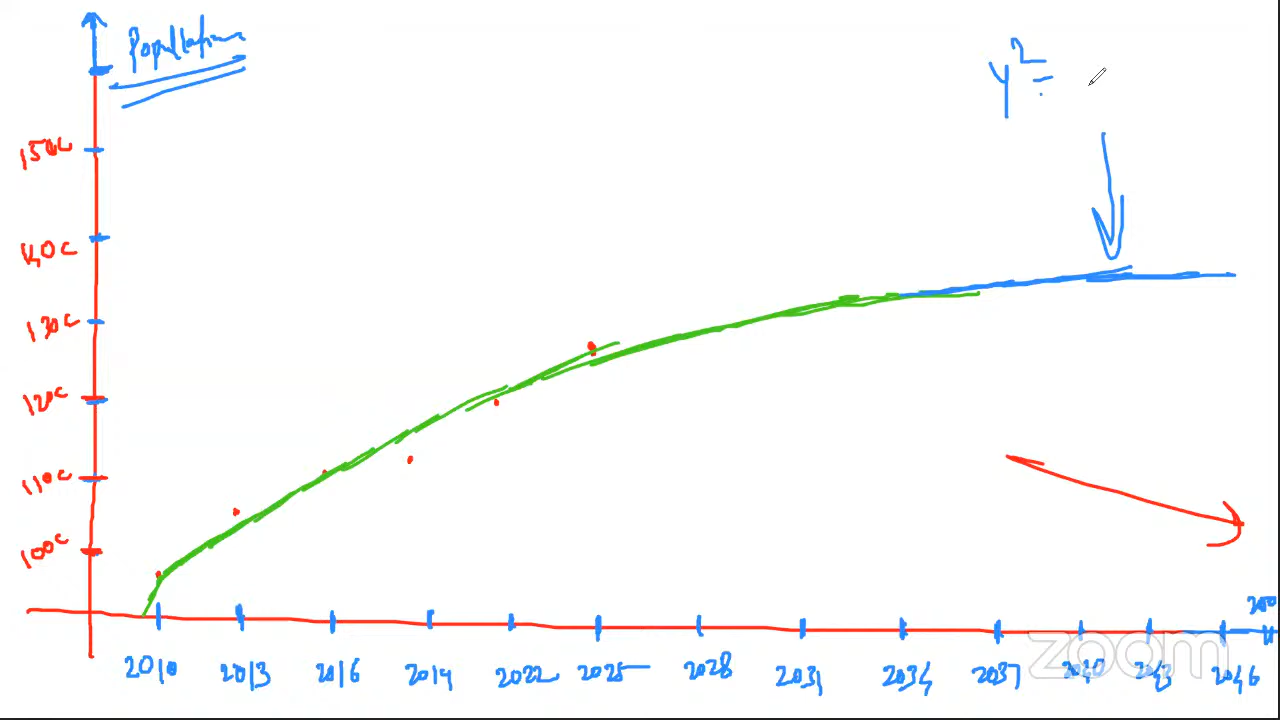 Population
y² =
150c
140c
130c
120c
110c
100c
2010 2013 2016 2019 2022 2025 2028 2031 2034 2037 2040 2043 2046
zoom